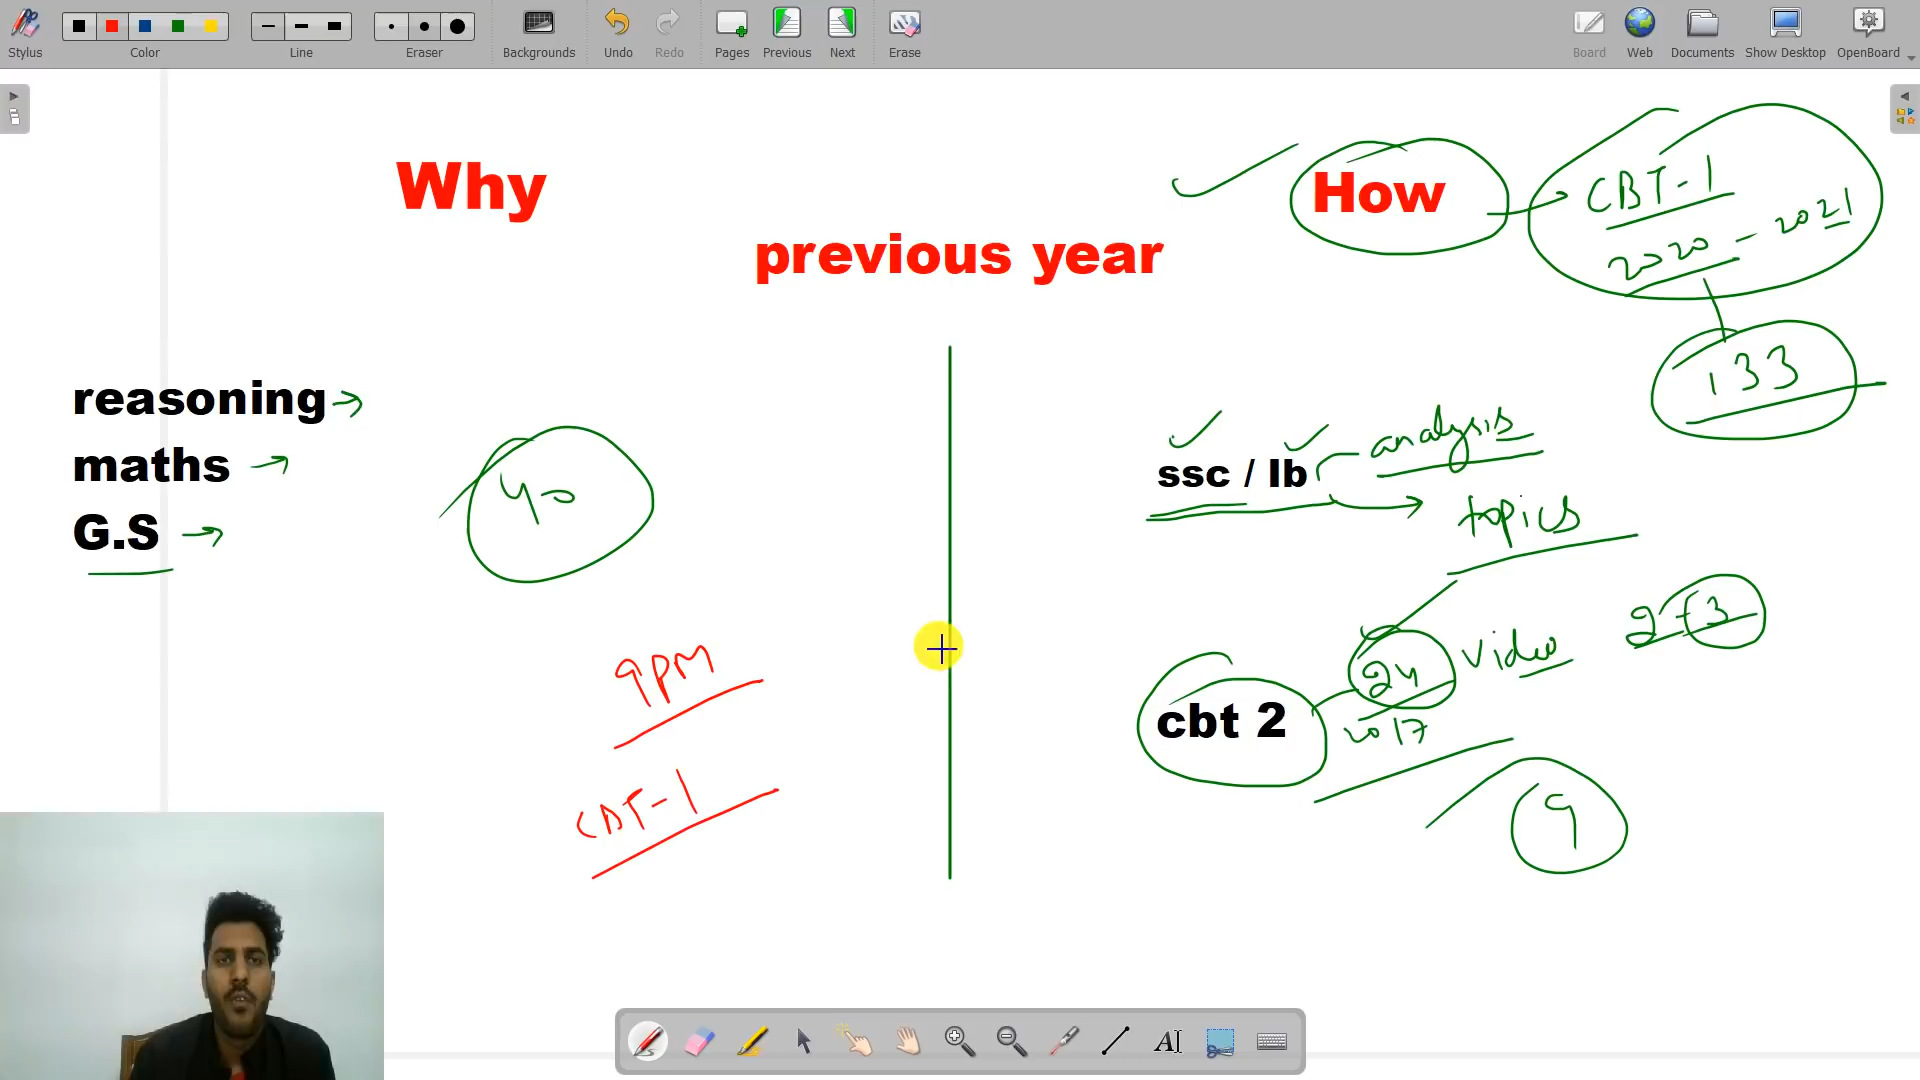 Stylus Color Line Eraser Backgrounds Undo Redo Pages Previous Next Erase Board Web Documents Show Desktop OpenBoard
Why
How
previous year
CBT-1
2020 - 2021
133
reasoning →
maths →
G.S →
40
9PM
CBT-1
ssc / Ib
analysis
topics
cbt 2
24 video 2-3
2017
9